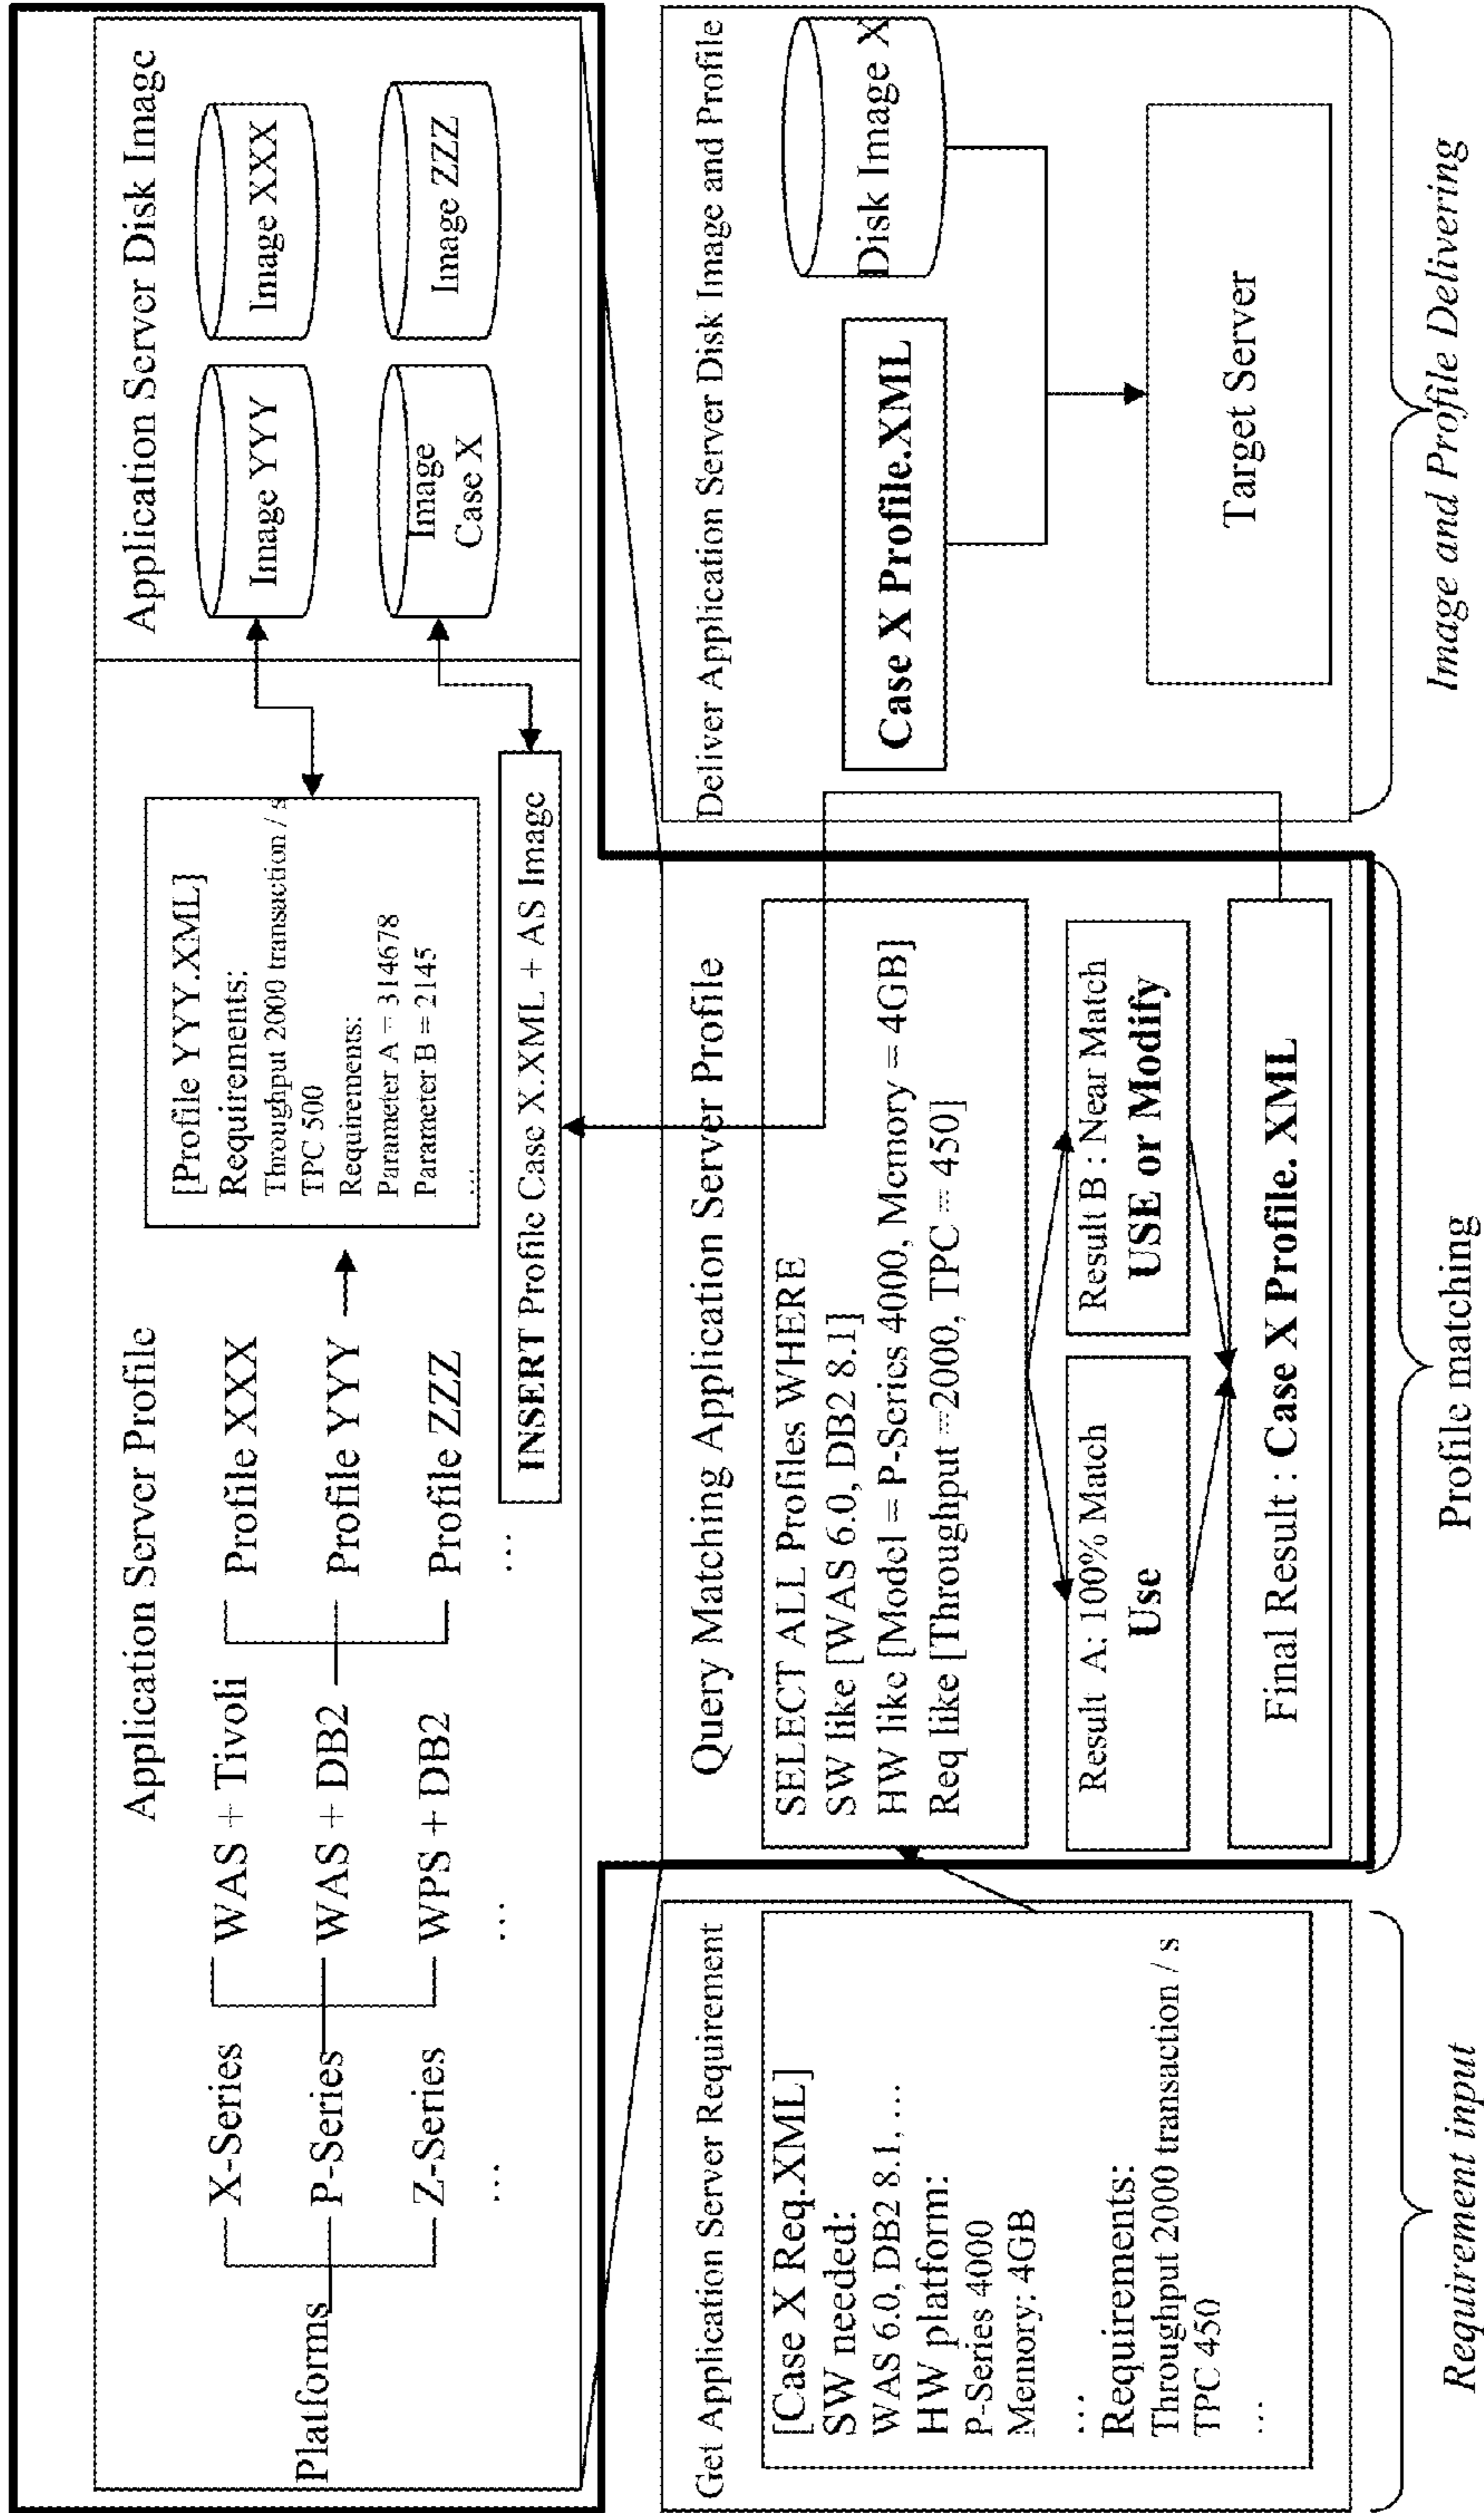 Application Server Profile
Platforms
X-Series
P-Series
Z-Series
…
WAS + Tivoli
WAS + DB2
WPS + DB2
…
Profile XXX
Profile YYY
Profile ZZZ
…
[Profile YYY.XML]
Requirements:
Throughput 2000 transaction / s
TPC 500
Requirements:
Parameter A = 314678
Parameter B = 2145
…
INSERT Profile Case X.XML + AS Image
Application Server Disk Image
Image YYY
Image XXX
Image
Case X
Image ZZZ
Get Application Server Requirement
[Case X Req.XML]
SW needed:
WAS 6.0, DB2 8.1, …
HW platform:
P-Series 4000
Memory: 4GB
…
Requirements:
Throughput 2000 transaction / s
TPC 450
…
Requirement input
Query Matching Application Server Profile
SELECT ALL Profiles WHERE
SW like [WAS 6.0, DB2 8.1]
HW like [Model = P-Series 4000, Memory = 4GB]
Req like [Throughput =2000, TPC = 450]
Result A: 100% Match
Use
Result B : Near Match
USE or Modify
Final Result : Case X Profile. XML
Profile matching
Deliver Application Server Disk Image and Profile
Case X Profile.XML
Disk Image X
Target Server
Image and Profile Delivering